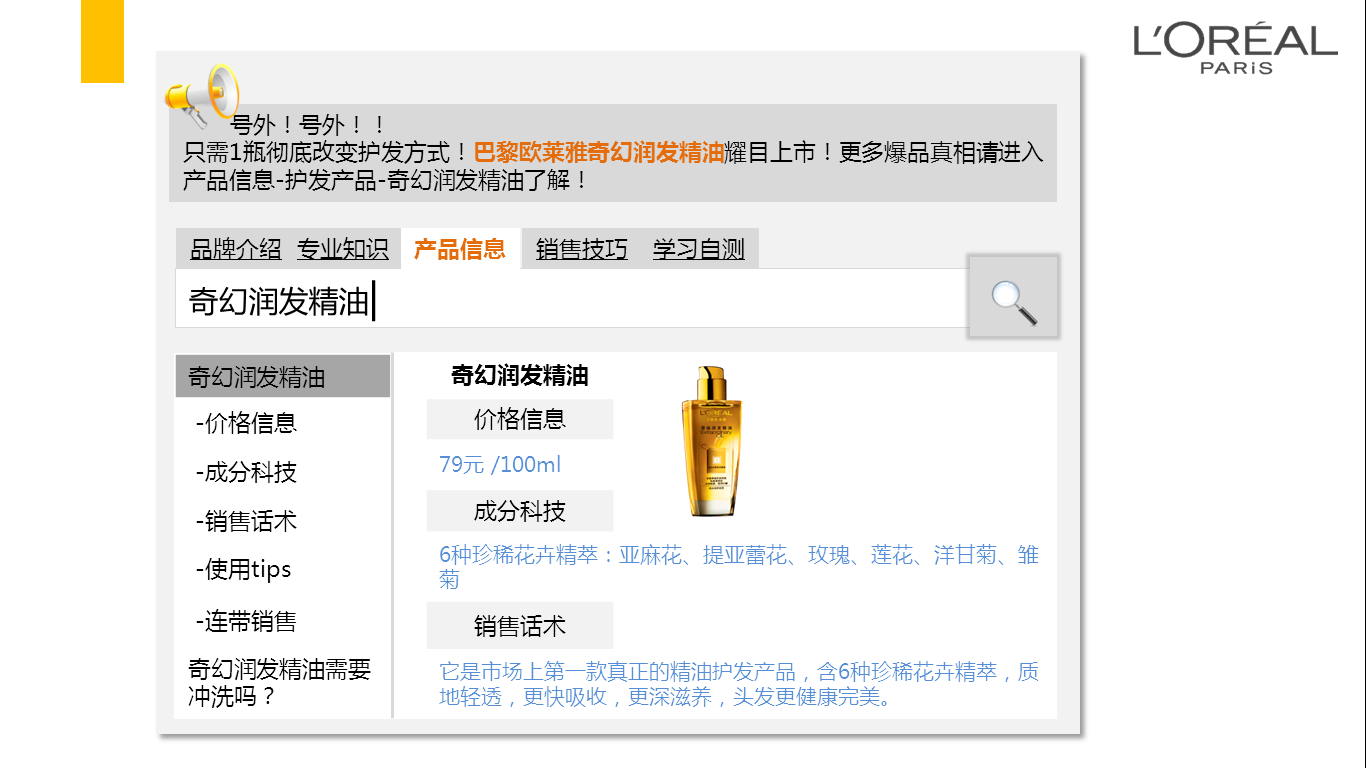 L'ORÉAL
PARiS
号外！号外！！
只需1瓶彻底改变护发方式！巴黎欧莱雅奇幻润发精油耀目上市！更多爆品真相请进入
产品信息-护发产品-奇幻润发精油了解！
品牌介绍 专业知识 产品信息 销售技巧 学习自测
奇幻润发精油
奇幻润发精油
-价格信息
-成分科技
-销售话术
-使用tips
-连带销售
奇幻润发精油需要
冲洗吗？
奇幻润发精油
价格信息
79元 /100ml
成分科技
6种珍稀花卉精萃：亚麻花、提亚蕾花、玫瑰、莲花、洋甘菊、雏
菊
销售话术
它是市场上第一款真正的精油护发产品，含6种珍稀花卉精萃，质
地轻透，更快吸收，更深滋养，头发更健康完美。
L'ORÉAL